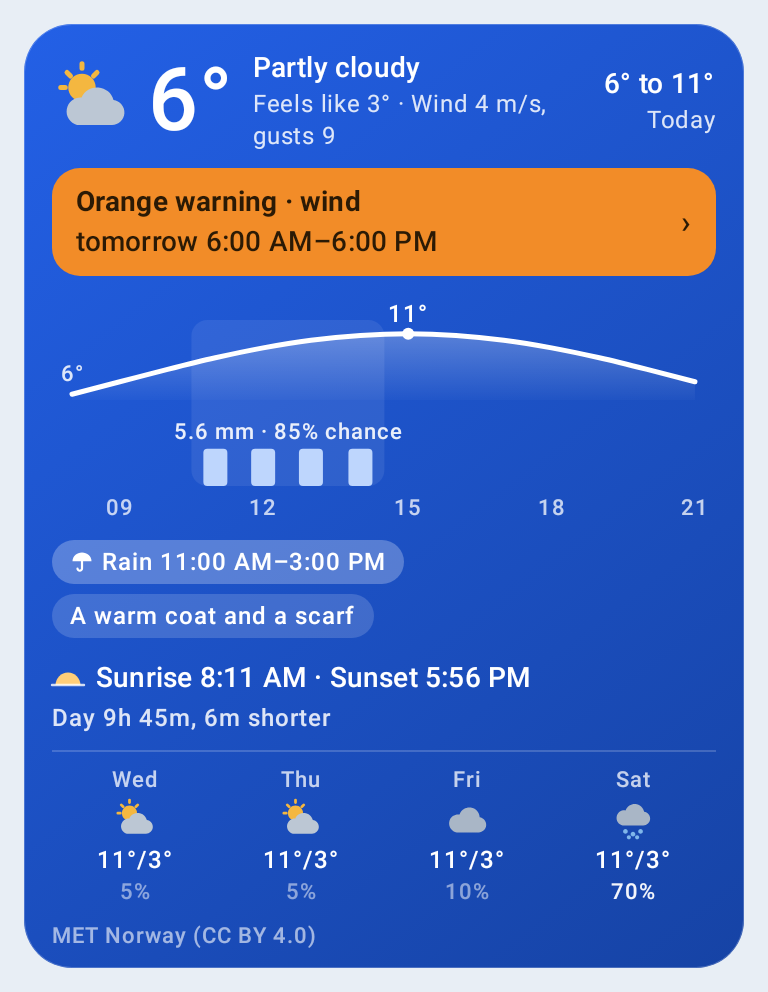 6°
Partly cloudy
Feels like 3° · Wind 4 m/s,
gusts 9
6° to 11°
Today
Orange warning · wind
tomorrow 6:00 AM–6:00 PM
›
11°
6°
5.6 mm · 85% chance
09 12 15 18 21
Rain 11:00 AM–3:00 PM
A warm coat and a scarf
Sunrise 8:11 AM · Sunset 5:56 PM
Day 9h 45m, 6m shorter
Wed Thu Fri Sat
11°/3° 11°/3° 11°/3° 11°/3°
5% 5% 10% 70%
MET Norway (CC BY 4.0)